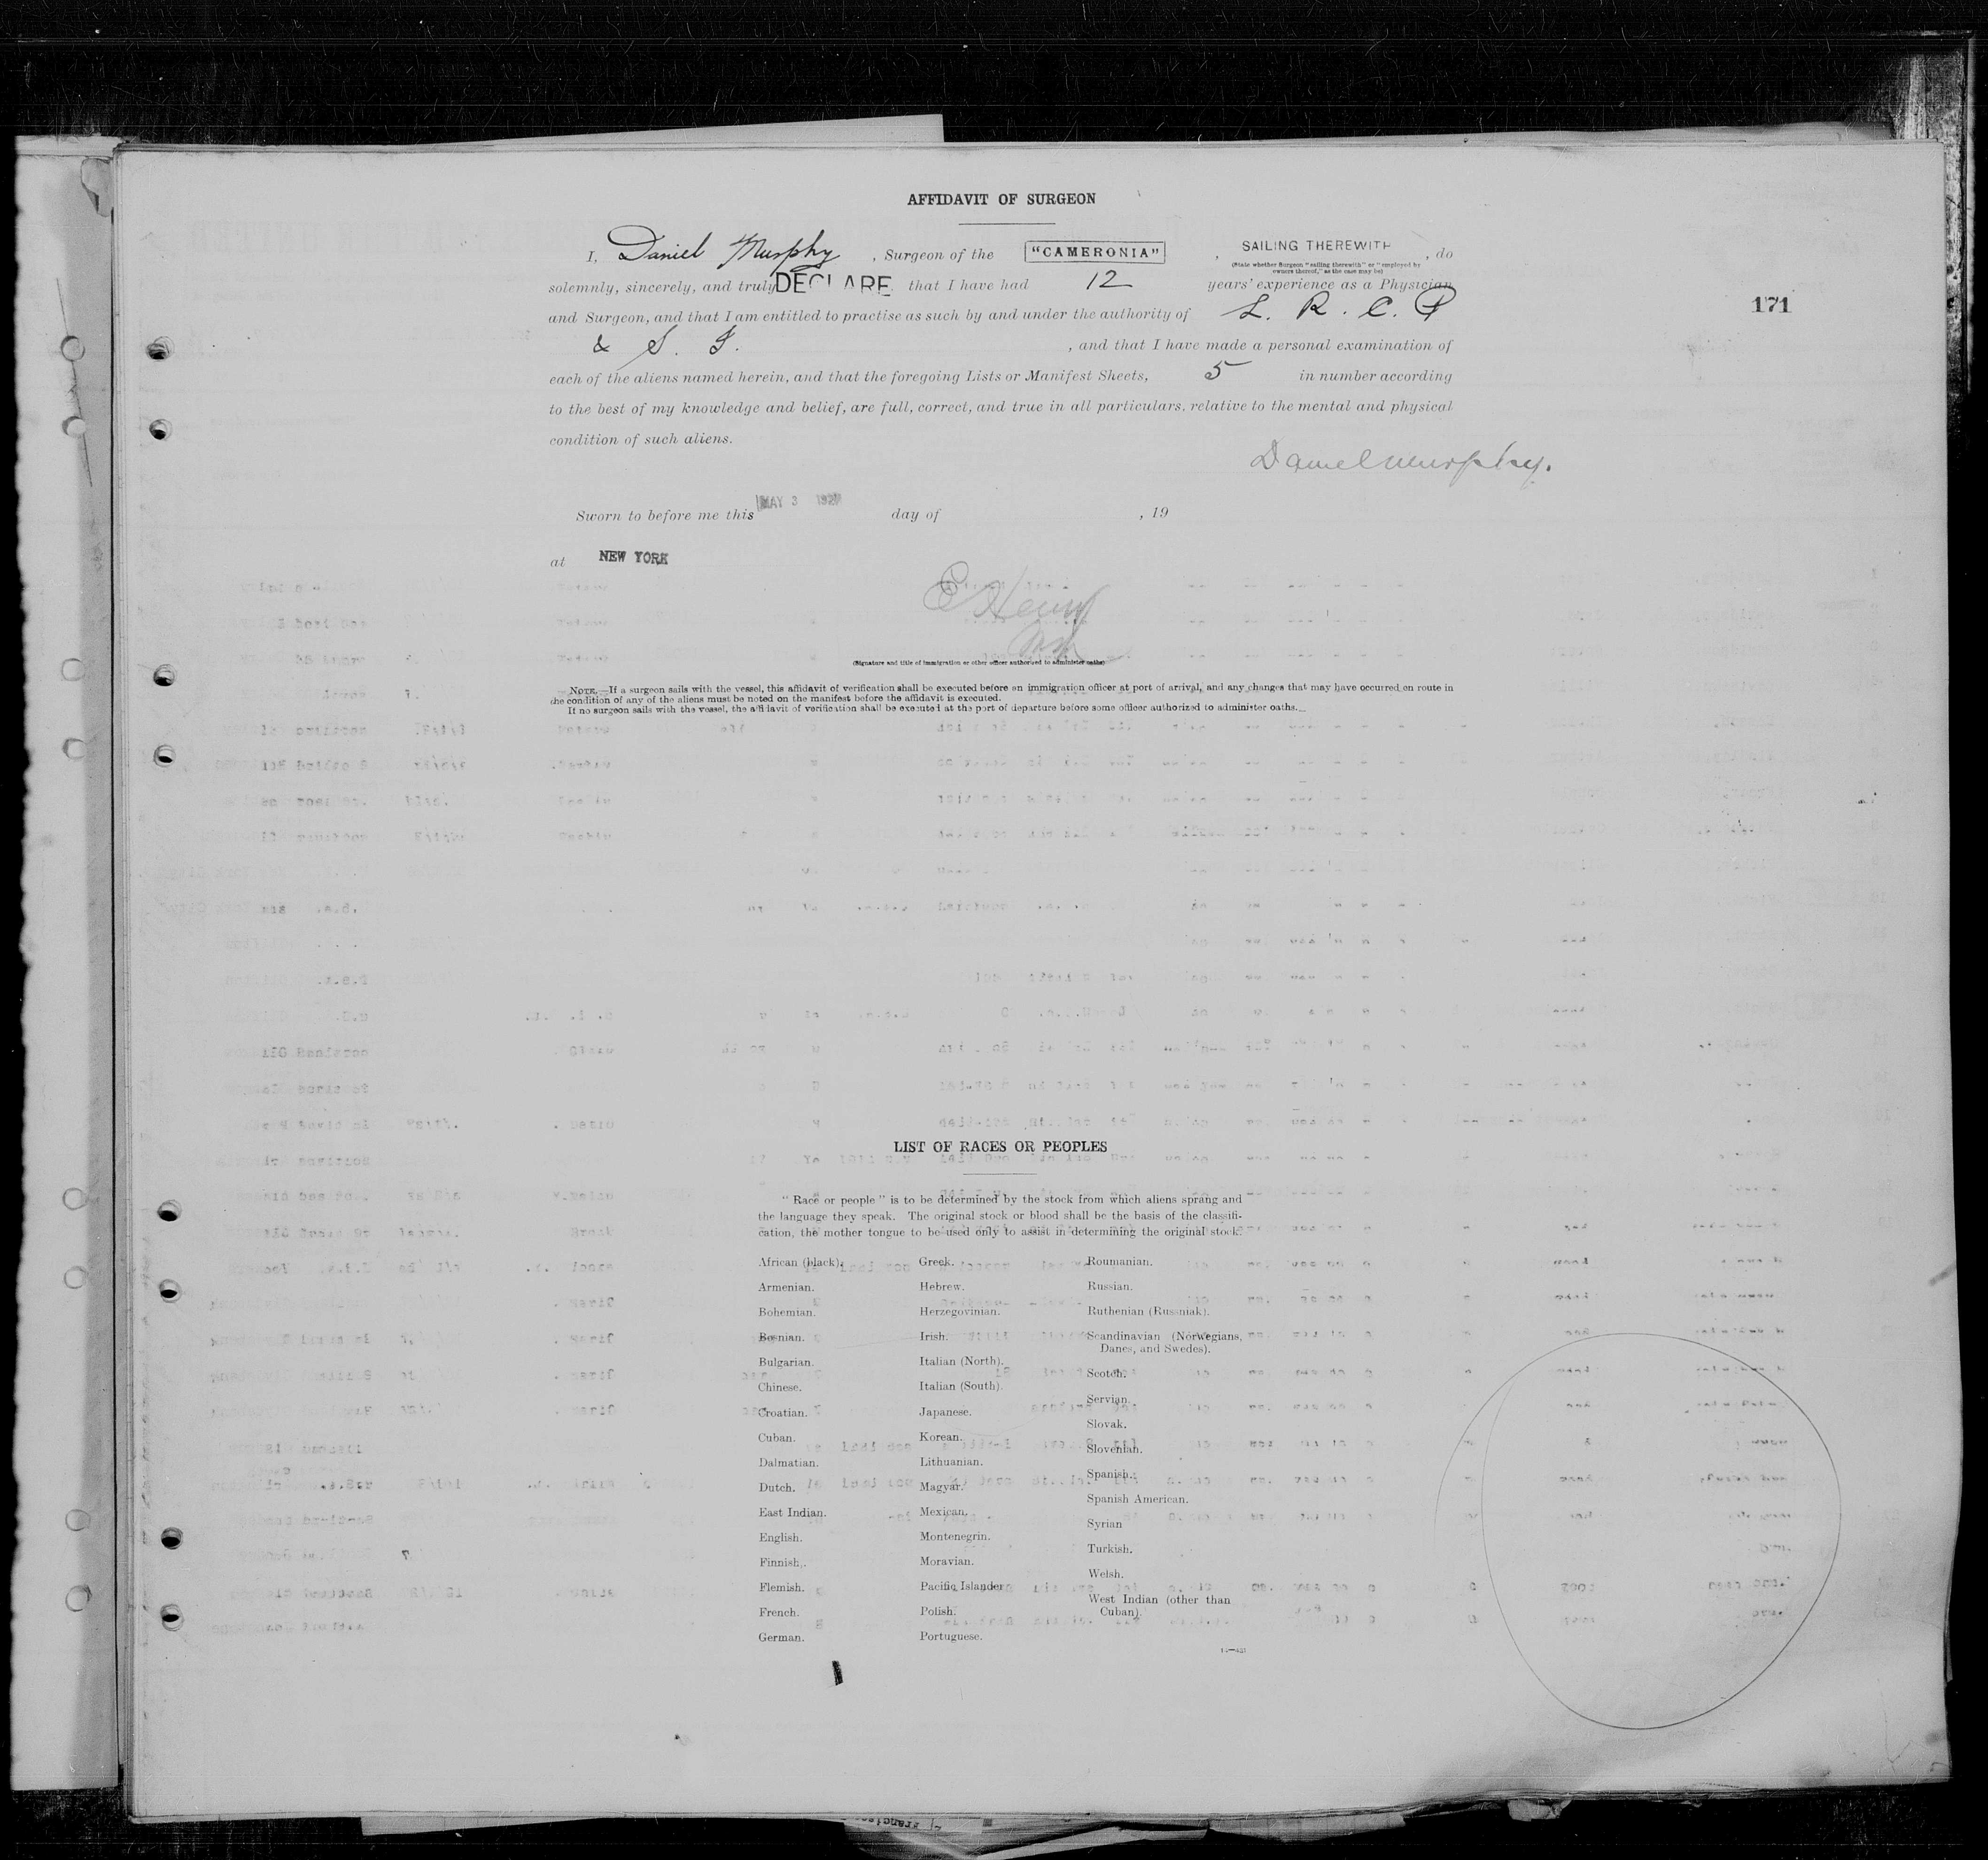 AFFIDAVIT OF SURGEON
I, Daniel Murphy, Surgeon of the "CAMERONIA", SAILING THEREWITH, do
(State whether Surgeon "sailing therewith" or "employed by
owners thereof," as the case may be)
solemnly, sincerely, and truly DECLARE that I have had 12 years' experience as a Physician
171
and Surgeon, and that I am entitled to practise as such by and under the authority of L. R. C. P
& S. I. , and that I have made a personal examination of
each of the aliens named herein, and that the foregoing Lists or Manifest Sheets, 5 in number according
to the best of my knowledge and belief, are full, correct, and true in all particulars, relative to the mental and physical
condition of such aliens.
Daniel Murphy.
Sworn to before me this MAY 3 day of , 19
at NEW YORK
(Signature and title of immigration or other officer authorized to administer oaths)
NOTE.—If a surgeon sails with the vessel, this affidavit of verification shall be executed before an immigration officer at port of arrival, and any changes that may have occurred on route in
the condition of any of the aliens must be noted on the manifest before the affidavit is executed.
If no surgeon sails with the vessel, the affidavit of verification shall be executed at the port of departure before some officer authorized to administer oaths.
LIST OF RACES OR PEOPLES
"Race or people" is to be determined by the stock from which aliens sprang and
the language they speak. The original stock or blood shall be the basis of the classifi-
cation, the mother tongue to be used only to assist in determining the original stock.
African (black).
Armenian.
Bohemian.
Bosnian.
Bulgarian.
Chinese.
Croatian.
Cuban.
Dalmatian.
Dutch.
East Indian.
English.
Finnish.
Flemish.
French.
German.
Greek.
Hebrew.
Herzegovinian.
Irish.
Italian (North).
Italian (South).
Japanese.
Korean.
Lithuanian.
Magyar.
Mexican.
Montenegrin.
Moravian.
Pacific Islander
Polish.
Portuguese.
Roumanian.
Russian.
Ruthenian (Russniak).
Scandinavian (Norwegians,
Danes, and Swedes).
Scotch.
Servian.
Slovak.
Slovenian.
Spanish.
Spanish American.
Syrian
Turkish.
Welsh.
West Indian (other than
Cuban).